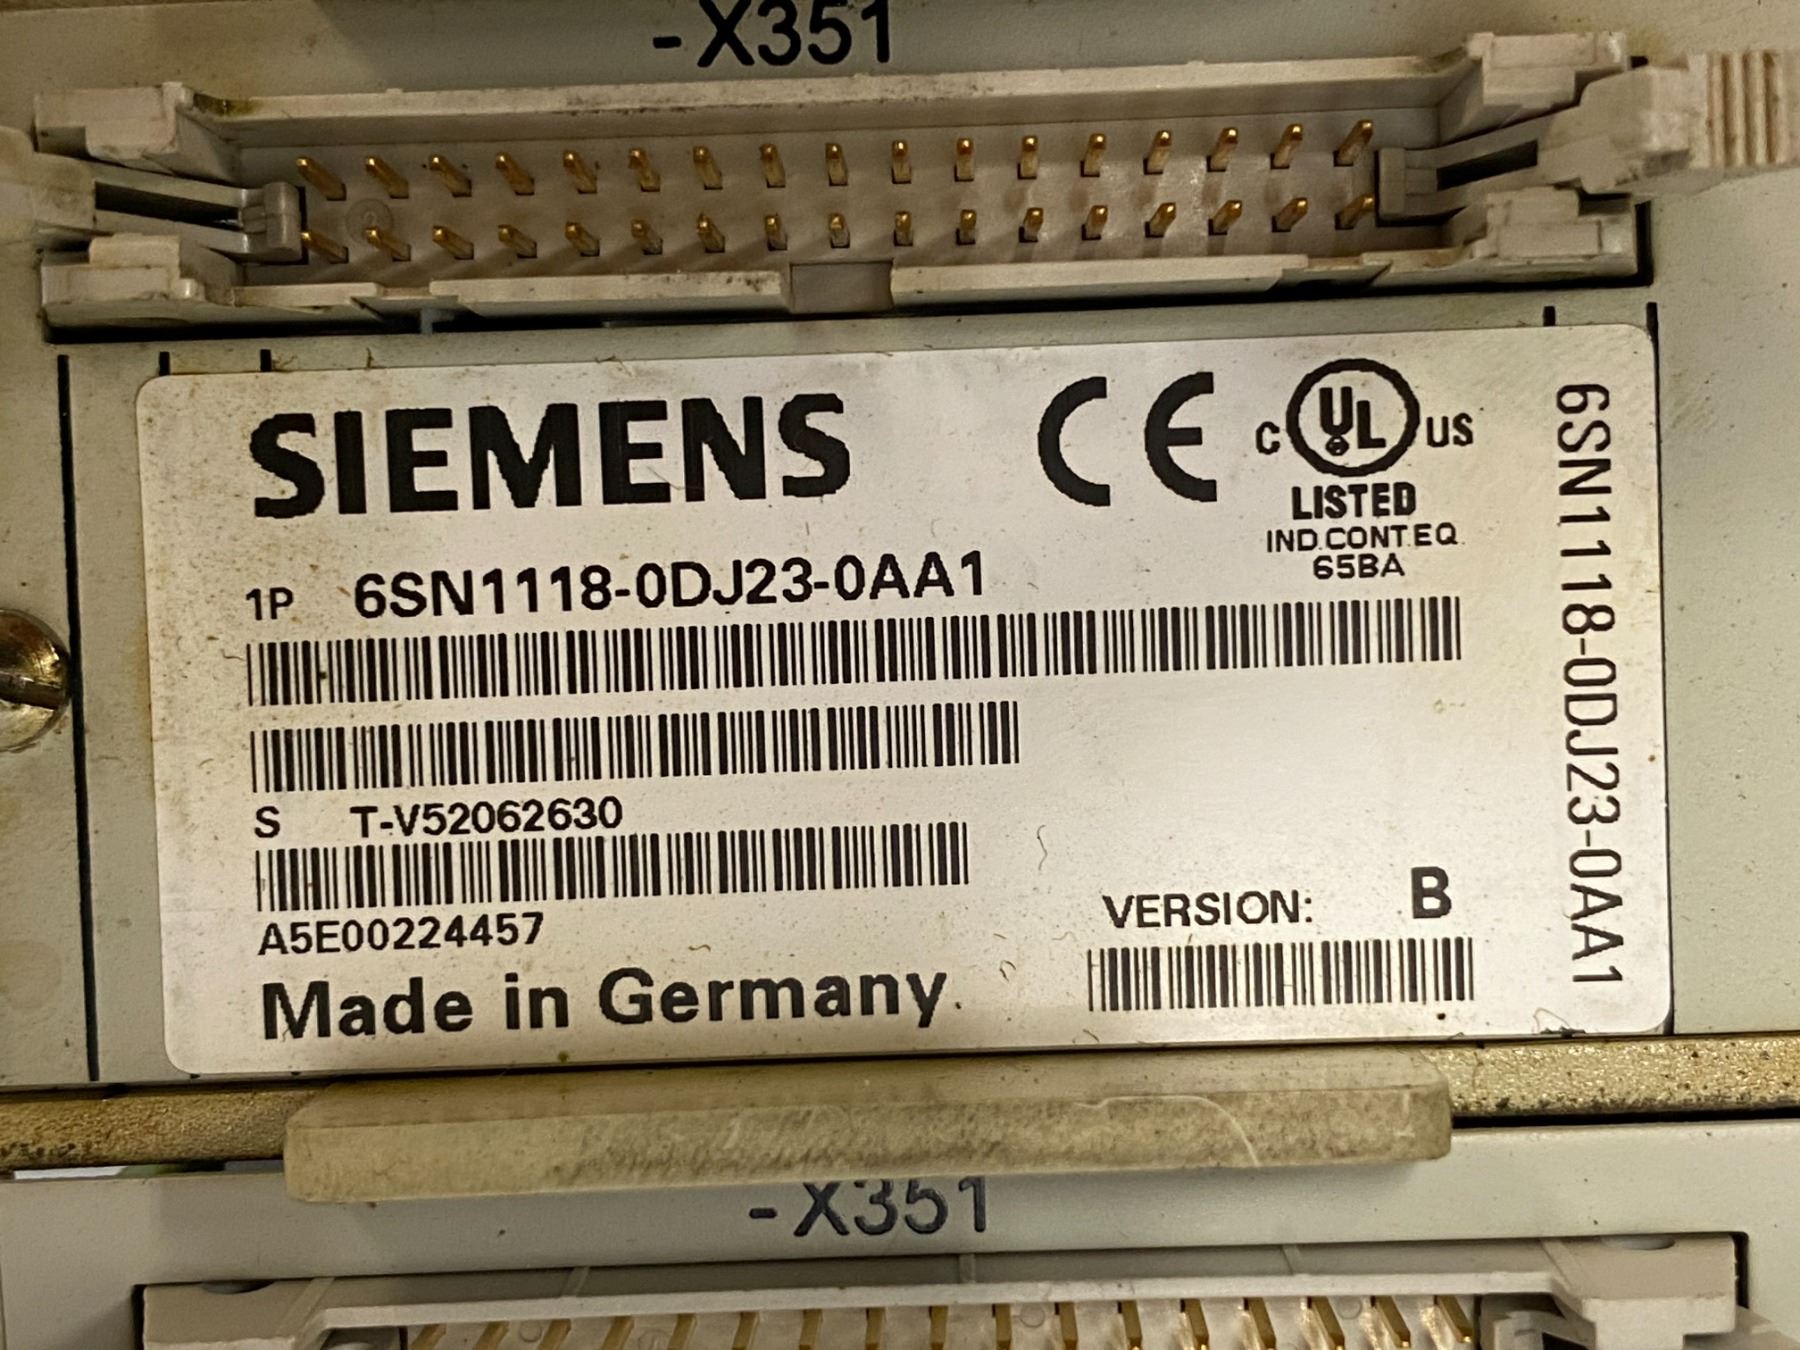 -X351
SIEMENS
CE
C UL US
LISTED
IND.CONT.EQ.
65BA
1P 6SN1118-0DJ23-0AA1
S T-V52062630
A5E00224457
VERSION: B
Made in Germany
6SN1118-0DJ23-0AA1
-X351